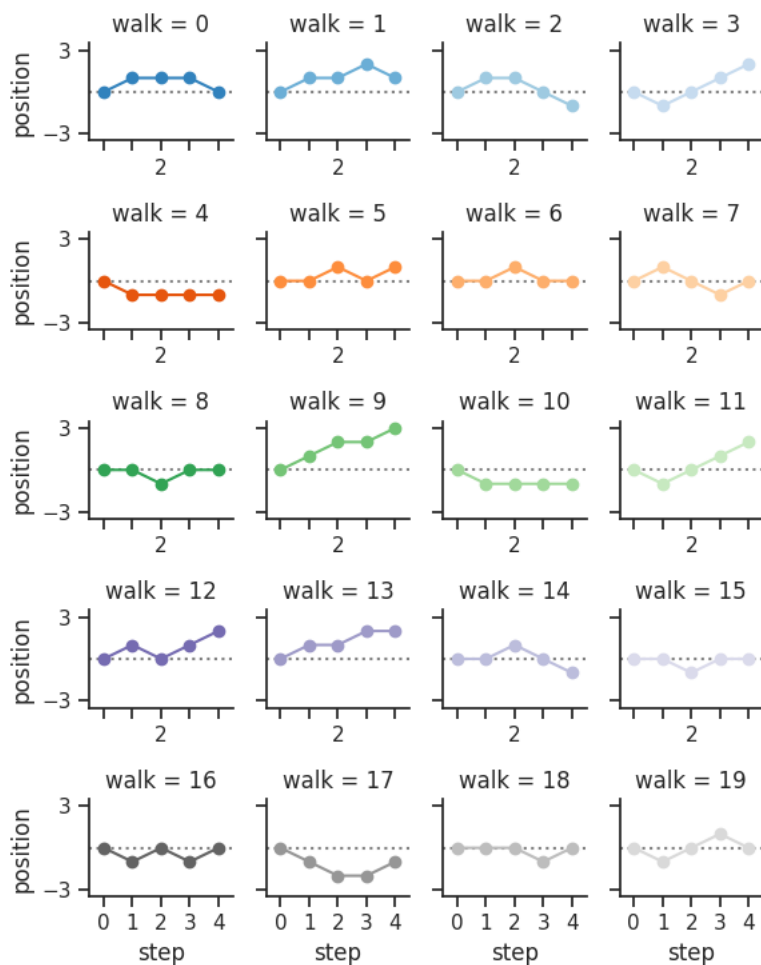 walk = 0 walk = 1 walk = 2 walk = 3
3
position
−3
2 2 2 2
walk = 4 walk = 5 walk = 6 walk = 7
3
position
−3
2 2 2 2
walk = 8 walk = 9 walk = 10 walk = 11
3
position
−3
2 2 2 2
walk = 12 walk = 13 walk = 14 walk = 15
3
position
−3
2 2 2 2
walk = 16 walk = 17 walk = 18 walk = 19
3
position
−3
0 1 2 3 4 0 1 2 3 4 0 1 2 3 4 0 1 2 3 4
step step step step